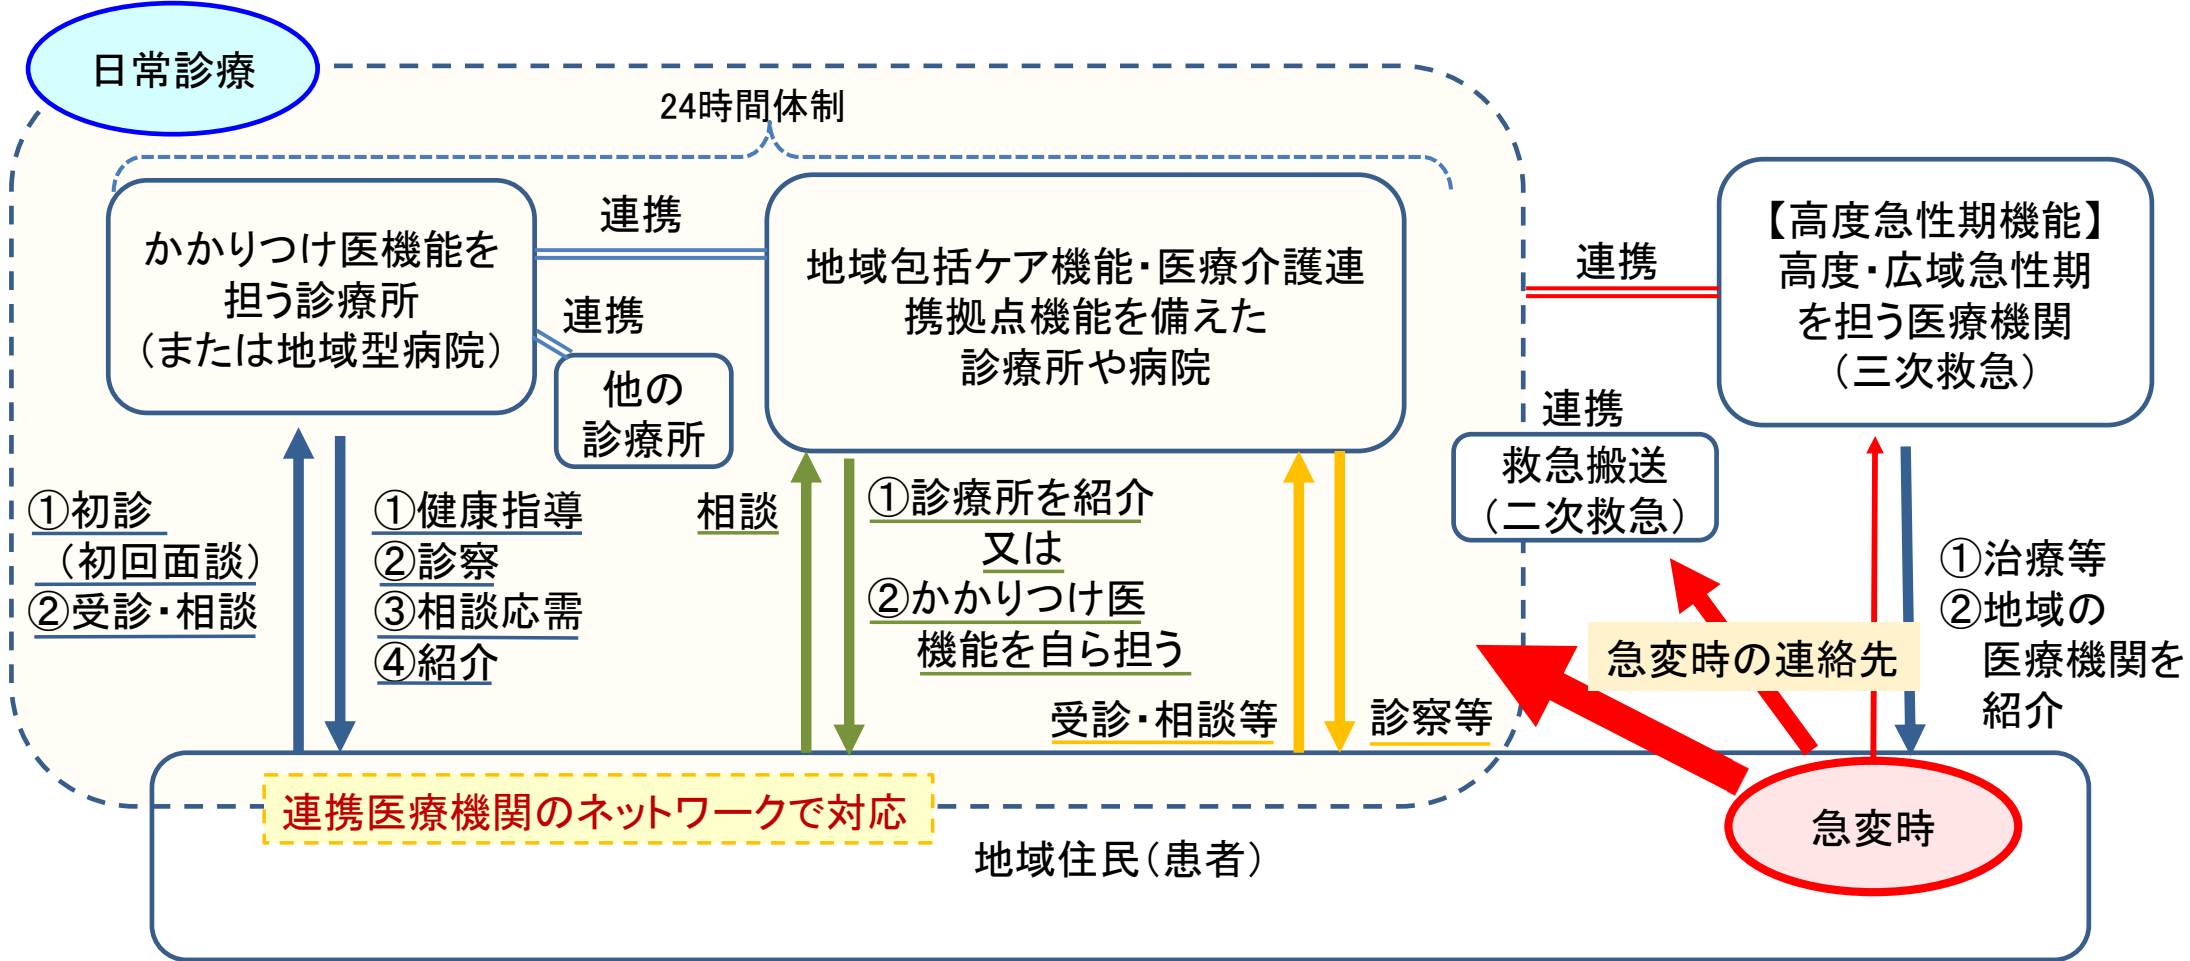 日常診療
24時間体制
かかりつけ医機能を
担う診療所
（または地域型病院）
連携
連携
他の
診療所
地域包括ケア機能・医療介護連
携拠点機能を備えた
診療所や病院
連携
【高度急性期機能】
高度・広域急性期
を担う医療機関
（三次救急）
連携
救急搬送
（二次救急）
①初診
（初回面談）
②受診・相談
①健康指導
②診察
③相談応需
④紹介
相談
①診療所を紹介
又は
②かかりつけ医
機能を自ら担う
受診・相談等
診察等
急変時の連絡先
①治療等
②地域の
医療機関を
紹介
連携医療機関のネットワークで対応
地域住民（患者）
急変時